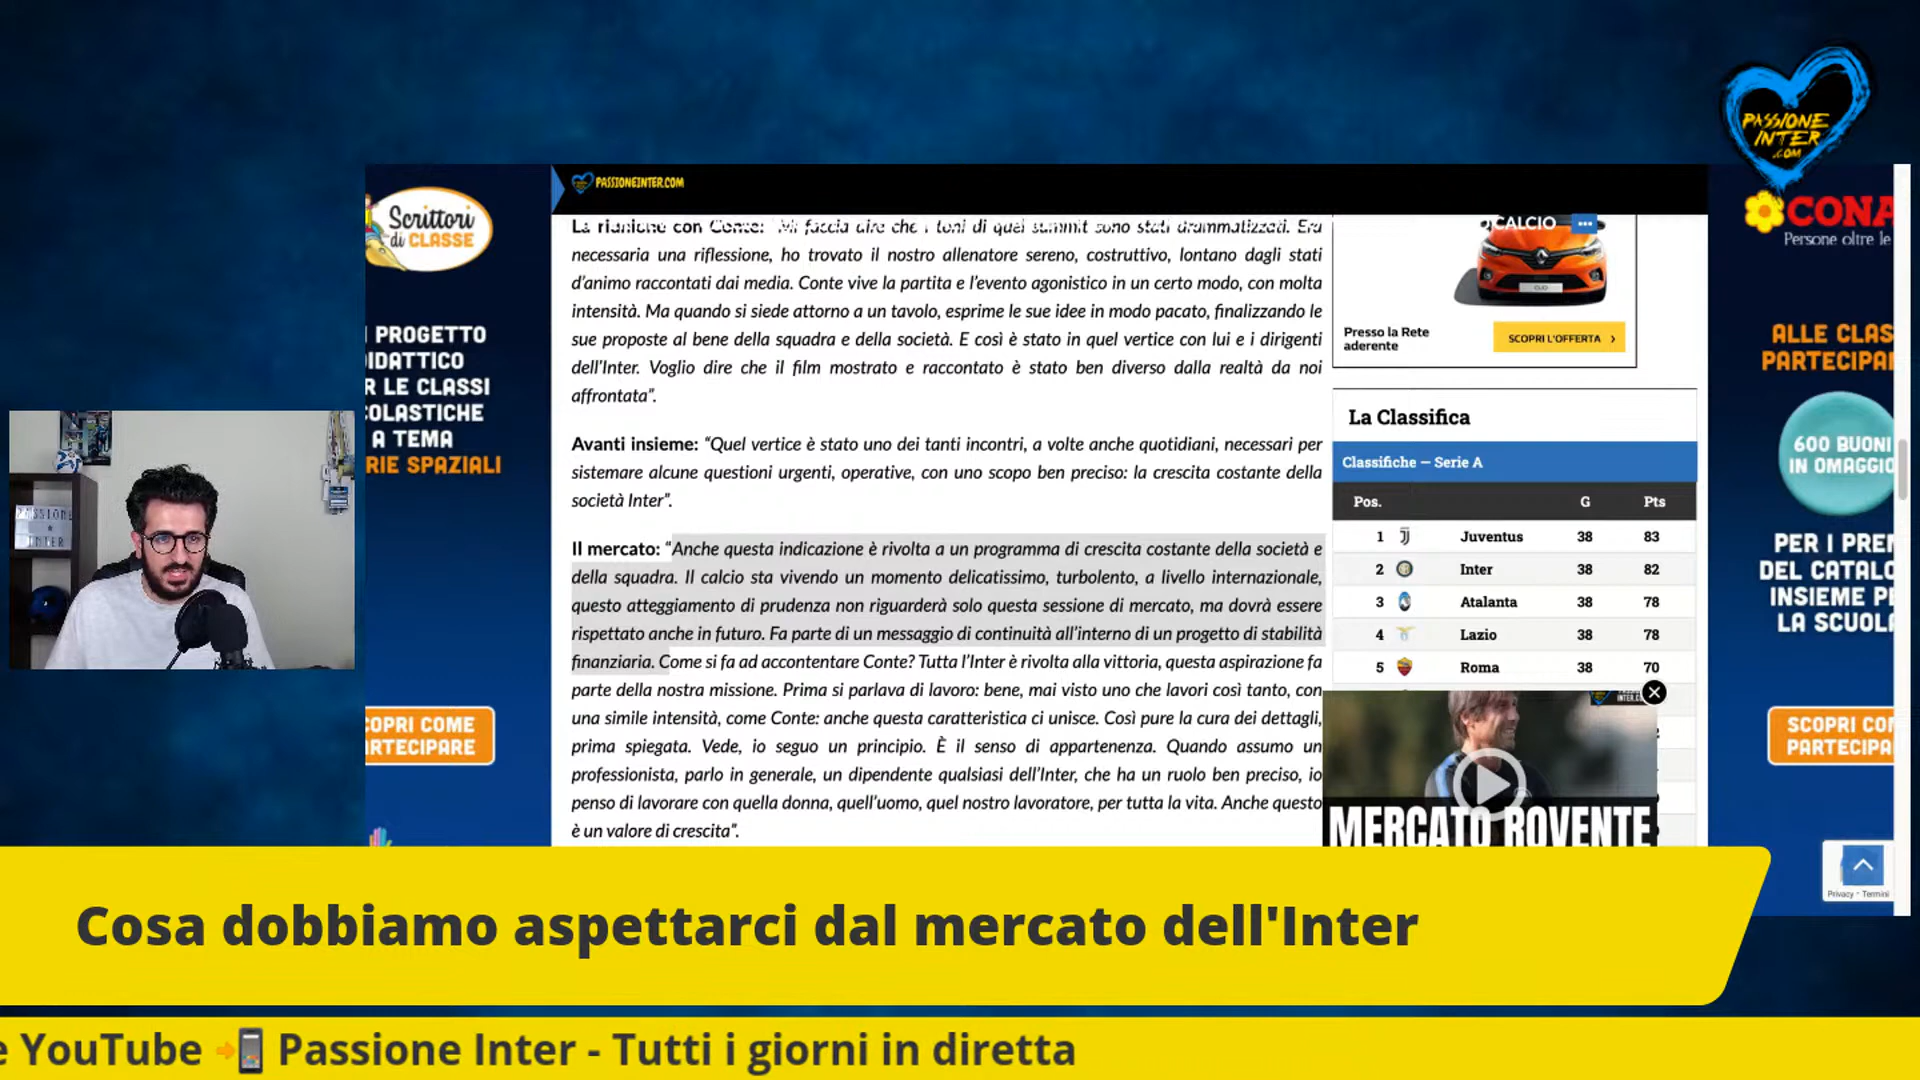 PASSIONE
INTER
.COM
PASSIONEINTER.COM
Scrittori
di CLASSE
PROGETTO
DIDATTICO
LE CLASSI
SCOLASTICHE
A TEMA
SPAZIALI
SCOPRI COME
PARTECIPARE
La riunione con Conte: "Mi faccia dire che i toni di quel summit sono stati drammatizzati. Era
necessaria una riflessione, ho trovato il nostro allenatore sereno, costruttivo, lontano dagli stati
d’animo raccontati dai media. Conte vive la partita e l’evento agonistico in un certo modo, con molta
intensità. Ma quando si siede attorno a un tavolo, esprime le sue idee in modo pacato, finalizzando le
sue proposte al bene della squadra e della società. E così è stato in quel vertice con lui e i dirigenti
dell’Inter. Voglio dire che il film mostrato e raccontato è stato ben diverso dalla realtà da noi
affrontata”.
Avanti insieme: “Quel vertice è stato uno dei tanti incontri, a volte anche quotidiani, necessari per
sistemare alcune questioni urgenti, operative, con uno scopo ben preciso: la crescita costante della
società Inter”.
Il mercato: “Anche questa indicazione è rivolta a un programma di crescita costante della società e
della squadra. Il calcio sta vivendo un momento delicatissimo, turbolento, a livello internazionale,
questo atteggiamento di prudenza non riguarderà solo questa sessione di mercato, ma dovrà essere
rispettato anche in futuro. Fa parte di un messaggio di continuità all’interno di un progetto di stabilità
finanziaria. Come si fa ad accontentare Conte? Tutta l’Inter è rivolta alla vittoria, questa aspirazione fa
parte della nostra missione. Prima si parlava di lavoro: bene, mai visto uno che lavori così tanto, con
una simile intensità, come Conte: anche questa caratteristica ci unisce. Così pure la cura dei dettagli,
prima spiegata. Vede, io seguo un principio. È il senso di appartenenza. Quando assumo un
professionista, parlo in generale, un dipendente qualsiasi dell’Inter, che ha un ruolo ben preciso, io
penso di lavorare con quella donna, quell’uomo, quel nostro lavoratore, per tutta la vita. Anche questo
è un valore di crescita”.
CALCIO
Presso la Rete
aderente
SCOPRI L'OFFERTA
La Classifica
Classifiche – Serie A
Pos. G Pts
1 Juventus 38 83
2 Inter 38 82
3 Atalanta 38 78
4 Lazio 38 78
5 Roma 38 70
MERCATO ROVENTE
CONA
Persone oltre le
ALLE CLAS
PARTECIPAN
600 BUONI
IN OMAGGIO
PER I PREM
DEL CATALO
INSIEME PE
LA SCUOLA
SCOPRI COM
PARTECIPA
Privacy - Termini
PASSIONE
INTER
Cosa dobbiamo aspettarci dal mercato dell'Inter
e YouTube Passione Inter - Tutti i giorni in diretta